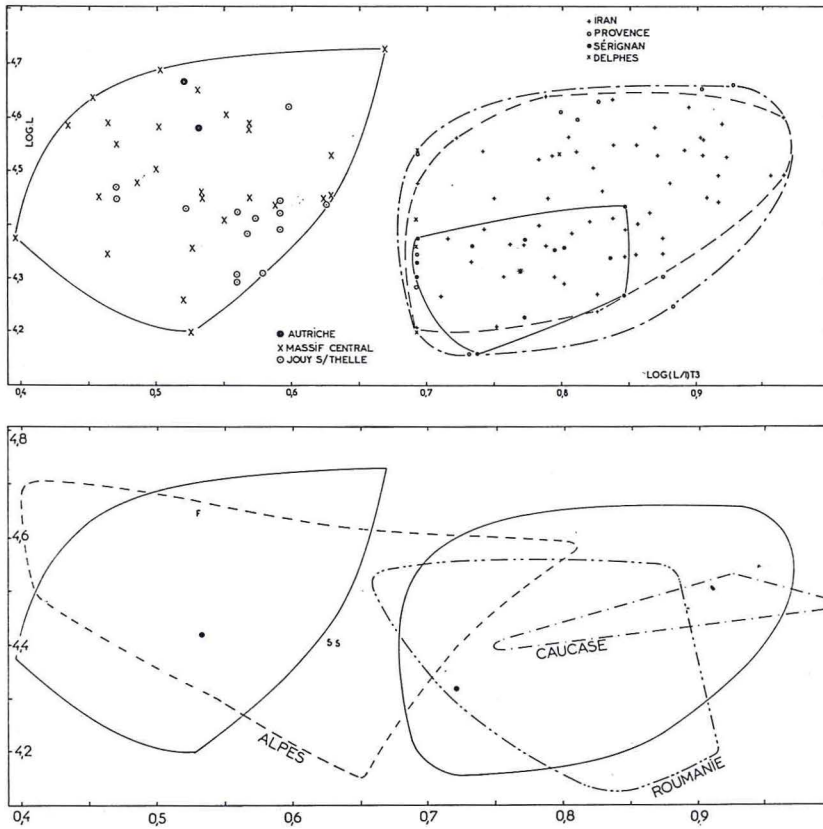 + IRAN
○ PROVENCE
● SÉRIGNAN
x DELPHES
4,7
4,6
LOG.L
4,5
4,4
4,3
4,2
● AUTRICHE
X MASSIF CENTRAL
⊙ JOUY S/THELLE
LOG(L/l)T3
0,4
0,5
0,6
0,7
0,8
0,9
4,8
4,6
F
4,4
S S
CAUCASE
4,2
ALPES
ROUMANIE
0,4
0,5
0,6
0,7
0,8
0,9